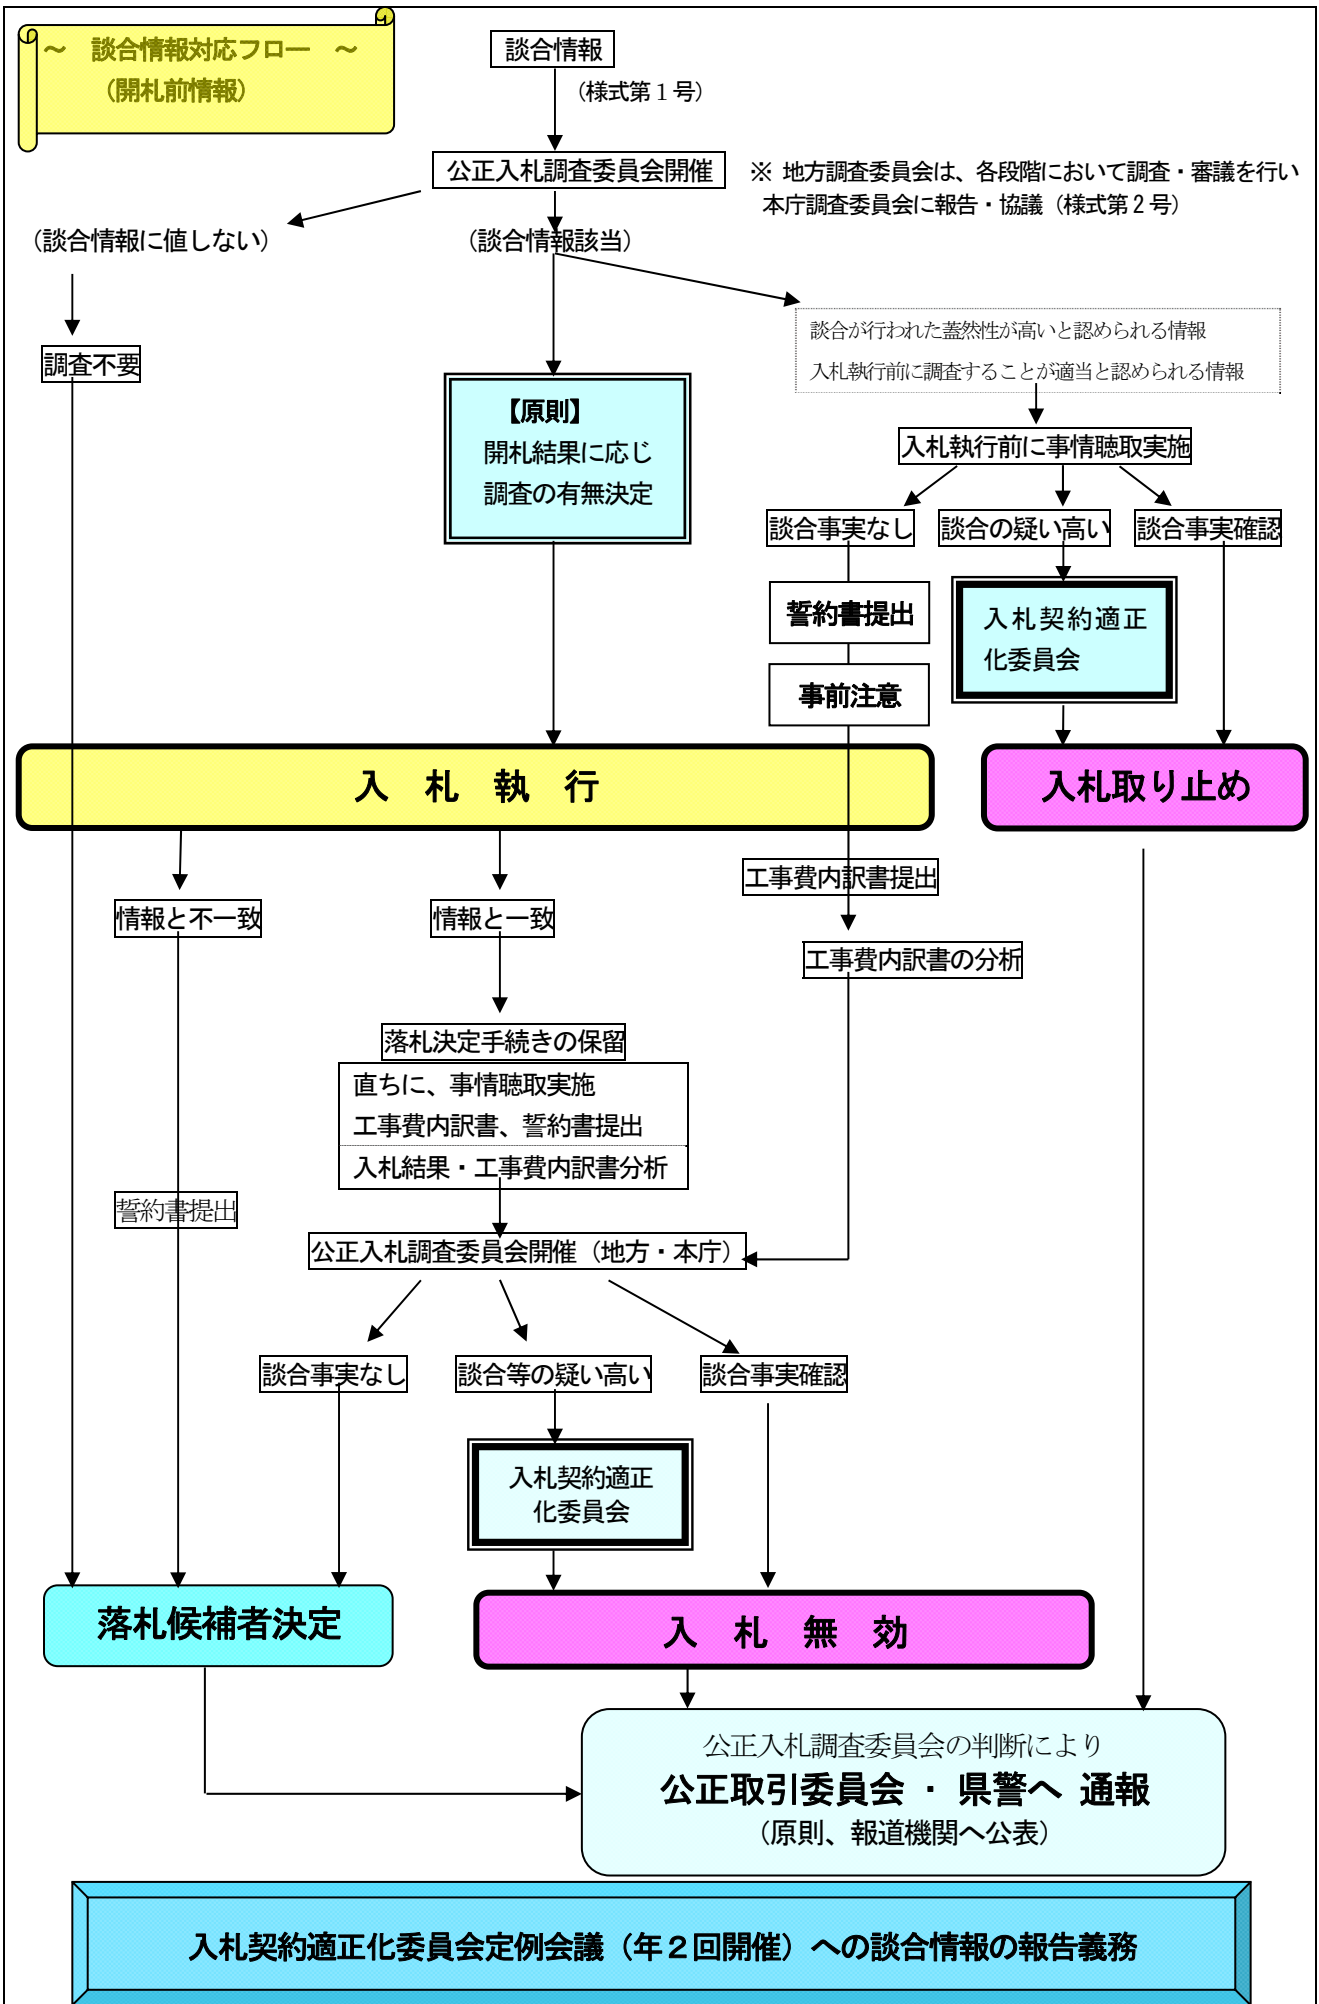 ～　談合情報対応フロー　～
（開札前情報）
談合情報
（様式第１号）
公正入札調査委員会開催
※ 地方調査委員会は、各段階において調査・審議を行い
本庁調査委員会に報告・協議（様式第２号）
（談合情報に値しない）
（談合情報該当）
談合が行われた蓋然性が高いと認められる情報
入札執行前に調査することが適当と認められる情報
調査不要
【原則】
開札結果に応じ
調査の有無決定
入札執行前に事情聴取実施
談合事実なし
談合の疑い高い
談合事実確認
誓約書提出
入札契約適正
化委員会
事前注意
入　札　執　行
入札取り止め
工事費内訳書提出
情報と不一致
情報と一致
工事費内訳書の分析
落札決定手続きの保留
直ちに、事情聴取実施
工事費内訳書、誓約書提出
入札結果・工事費内訳書分析
誓約書提出
公正入札調査委員会開催（地方・本庁）
談合事実なし
談合等の疑い高い
談合事実確認
入札契約適正
化委員会
落札候補者決定
入　札　無　効
公正入札調査委員会の判断により
公正取引委員会 ・ 県警へ 通報
（原則、報道機関へ公表）
入札契約適正化委員会定例会議（年２回開催）への談合情報の報告義務